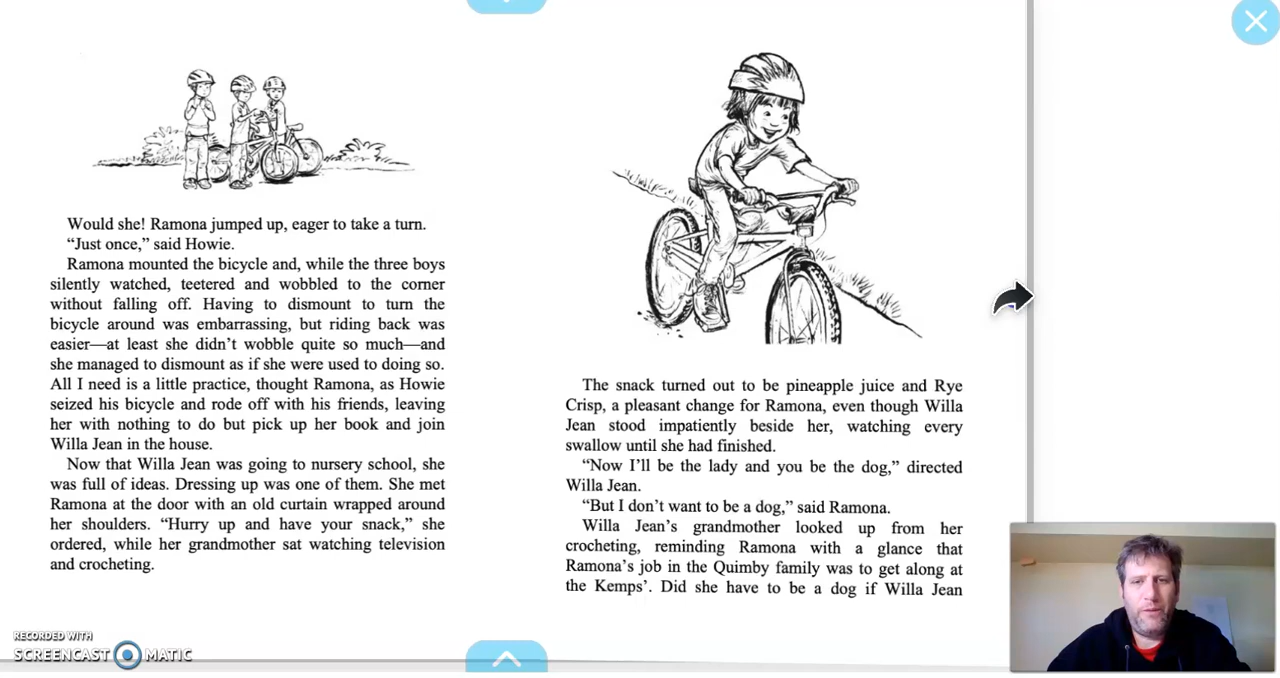 Would she! Ramona jumped up, eager to take a turn.
“Just once,” said Howie.
Ramona mounted the bicycle and, while the three boys
silently watched, teetered and wobbled to the corner
without falling off. Having to dismount to turn the
bicycle around was embarrassing, but riding back was
easier—at least she didn’t wobble quite so much—and
she managed to dismount as if she were used to doing so.
All I need is a little practice, thought Ramona, as Howie
seized his bicycle and rode off with his friends, leaving
her with nothing to do but pick up her book and join
Willa Jean in the house.
Now that Willa Jean was going to nursery school, she
was full of ideas. Dressing up was one of them. She met
Ramona at the door with an old curtain wrapped around
her shoulders. “Hurry up and have your snack,” she
ordered, while her grandmother sat watching television
and crocheting.
The snack turned out to be pineapple juice and Rye
Crisp, a pleasant change for Ramona, even though Willa
Jean stood impatiently beside her, watching every
swallow until she had finished.
“Now I’ll be the lady and you be the dog,” directed
Willa Jean.
“But I don’t want to be a dog,” said Ramona.
Willa Jean’s grandmother looked up from her
crocheting, reminding Ramona with a glance that
Ramona’s job in the Quimby family was to get along at
the Kemps’. Did she have to be a dog if Willa Jean
RECORDED WITH
SCREENCAST MATIC